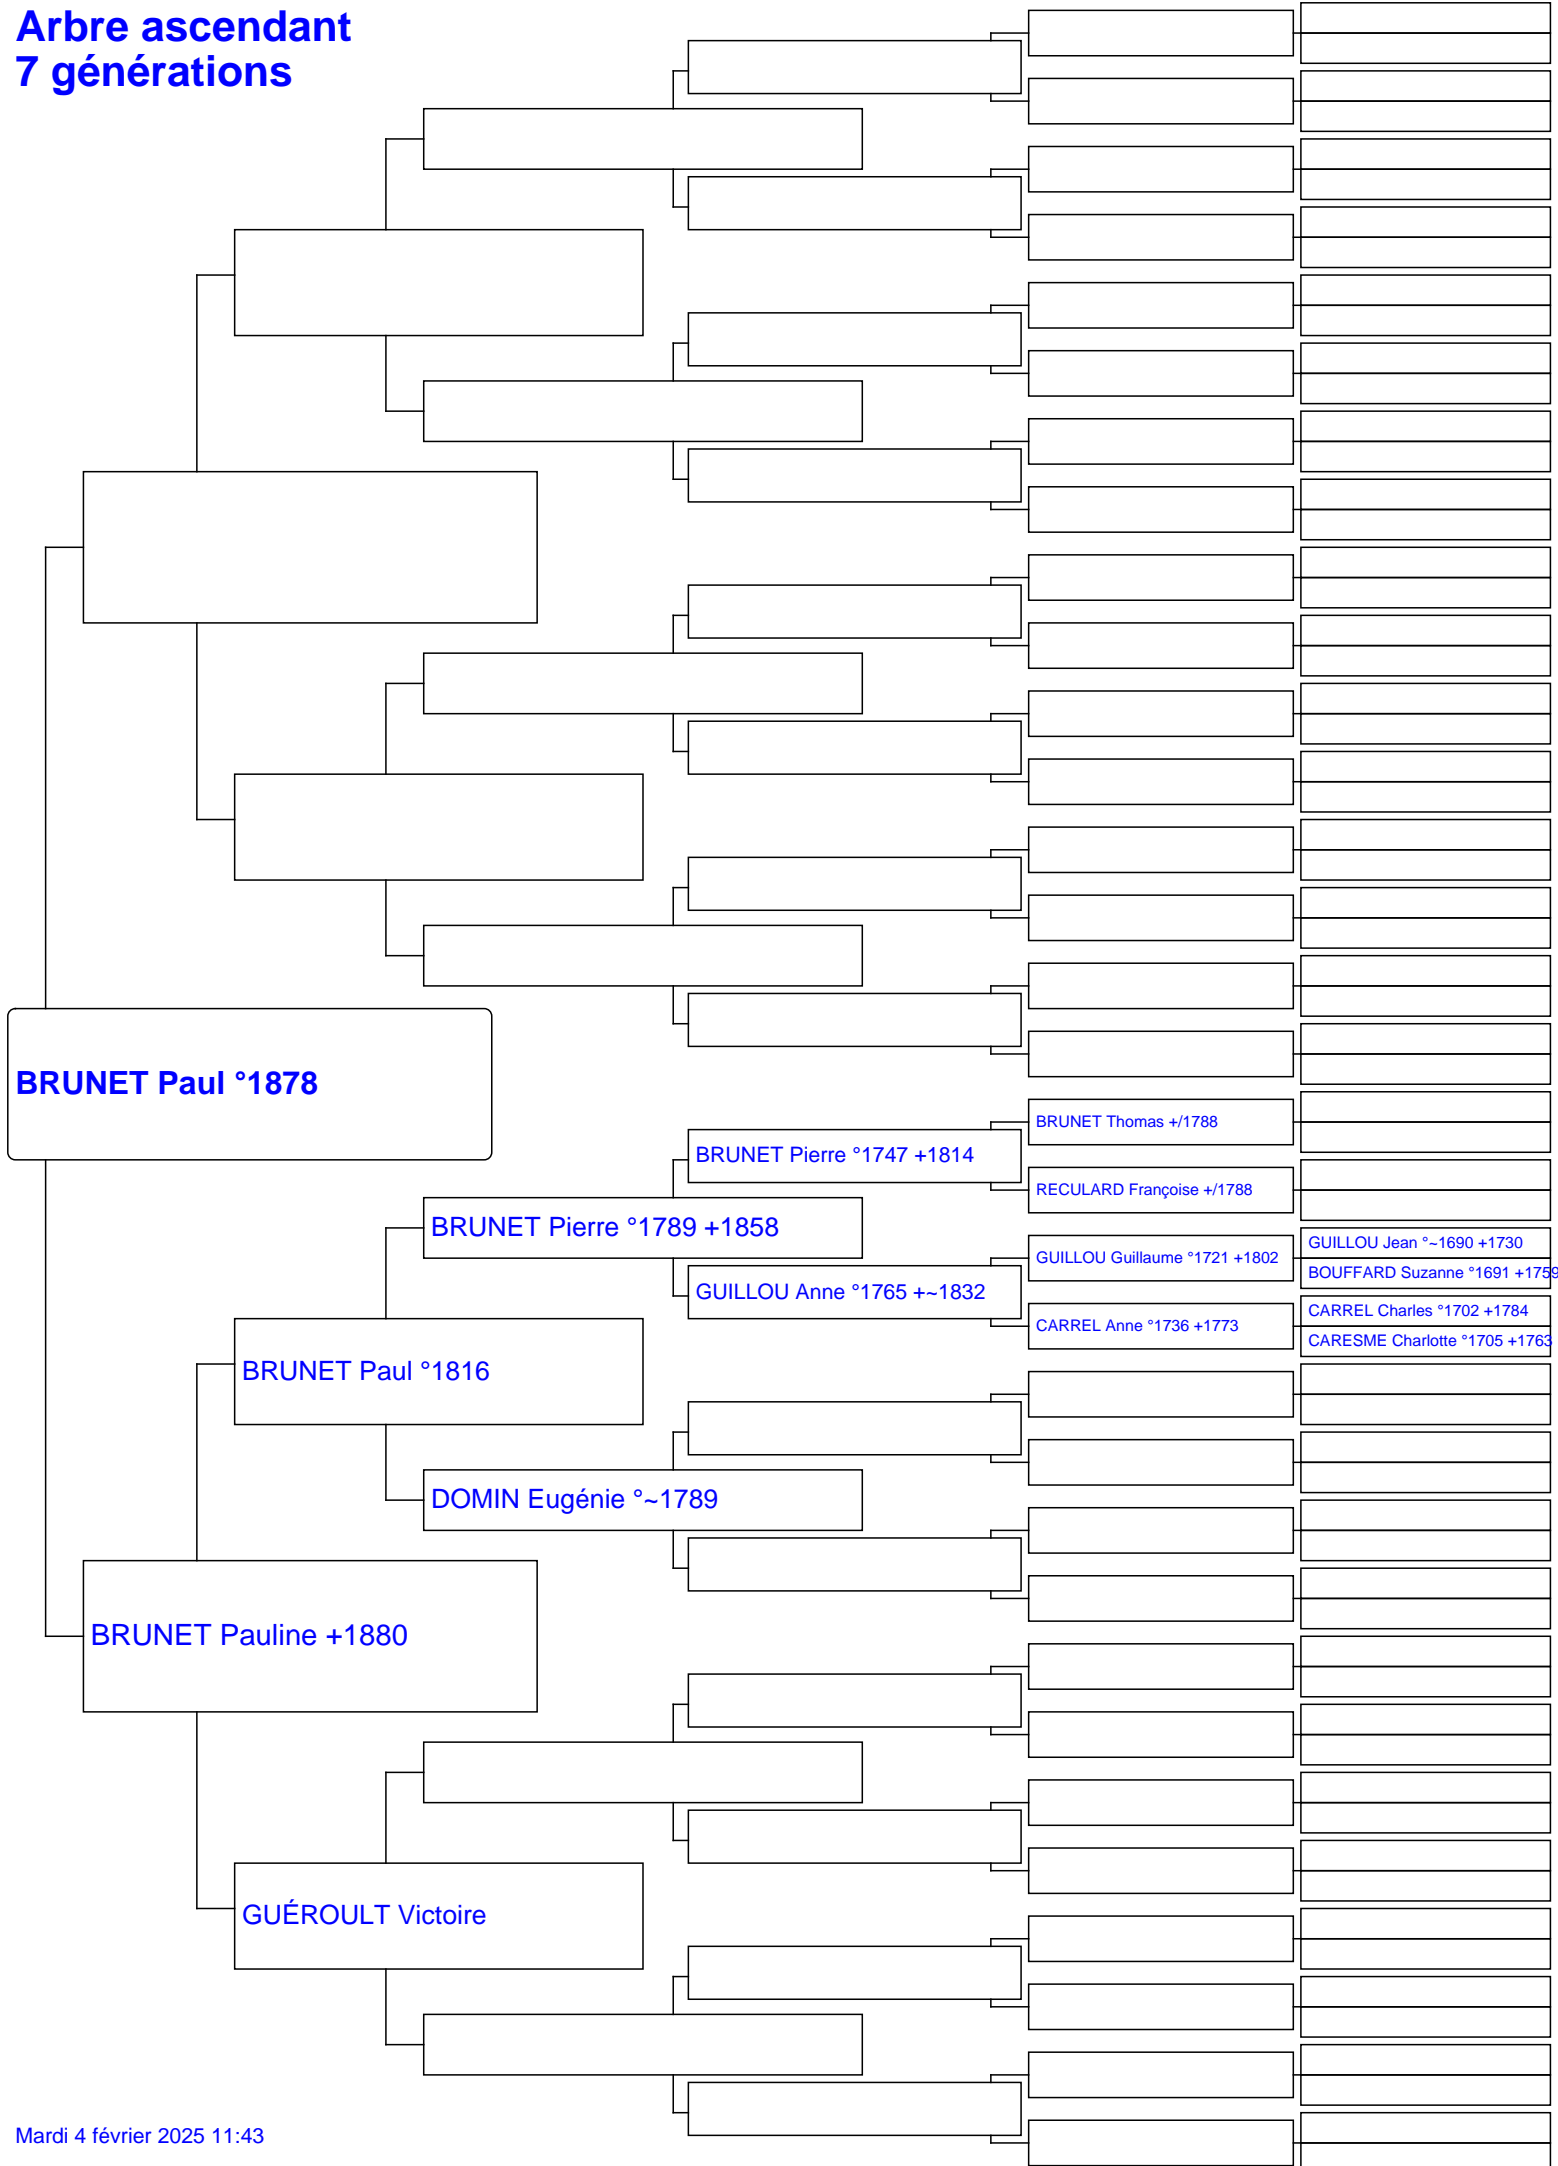 Arbre ascendant
7 générations
BRUNET Paul °1878
BRUNET Thomas +/1788
BRUNET Pierre °1747 +1814
RECULARD Françoise +/1788
BRUNET Pierre °1789 +1858
GUILLOU Jean °~1690 +1730
GUILLOU Guillaume °1721 +1802
BOUFFARD Suzanne °1691 +1759
GUILLOU Anne °1765 +~1832
CARREL Charles °1702 +1784
CARREL Anne °1736 +1773
CARESME Charlotte °1705 +1763
BRUNET Paul °1816
DOMIN Eugénie °~1789
BRUNET Pauline +1880
GUÉROULT Victoire
Mardi 4 février 2025 11:43